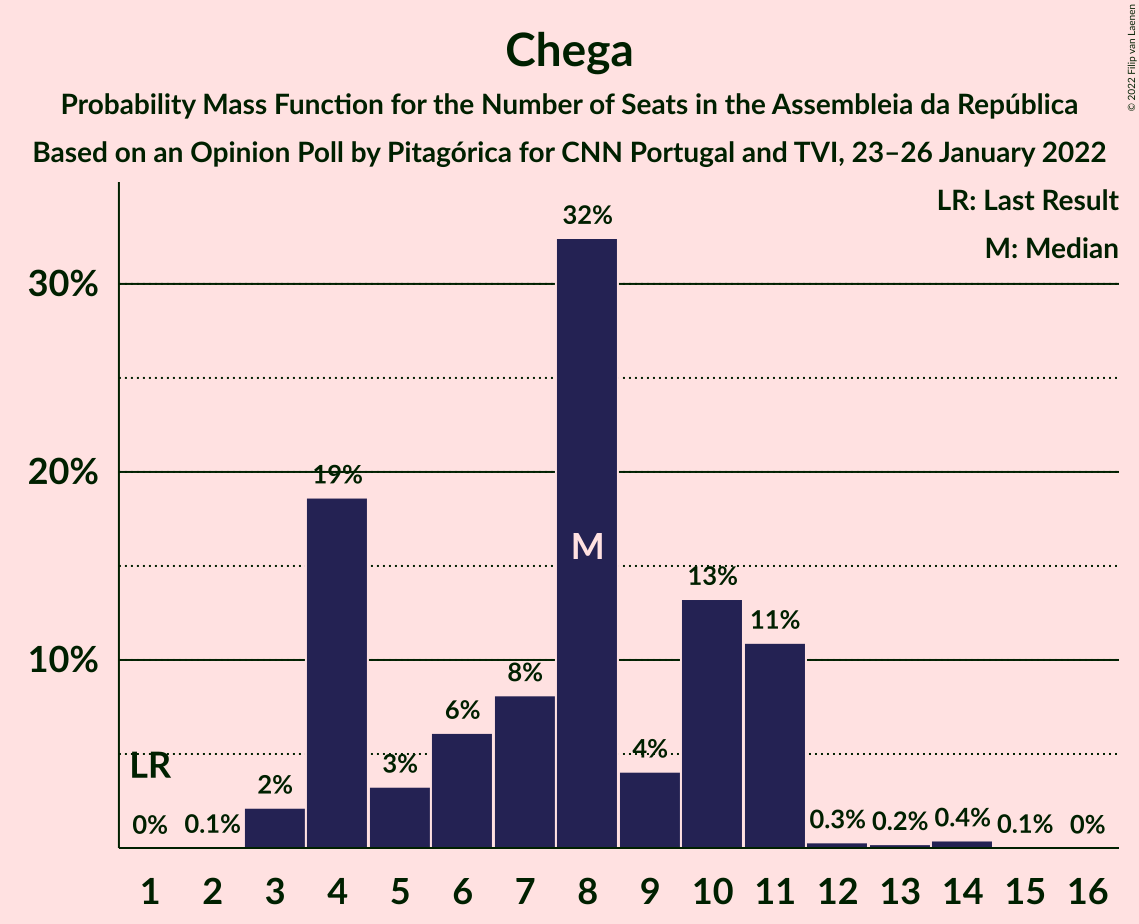 Chega
Probability Mass Function for the Number of Seats in the Assembleia da República
Based on an Opinion Poll by Pitagórica for CNN Portugal and TVI, 23–26 January 2022
© 2022 Filip van Laenen
LR: Last Result
M: Median
30%
20%
10%
LR
M
0% 0.1% 2% 19% 3% 6% 8% 32% 4% 13% 11% 0.3% 0.2% 0.4% 0.1% 0%
1 2 3 4 5 6 7 8 9 10 11 12 13 14 15 16